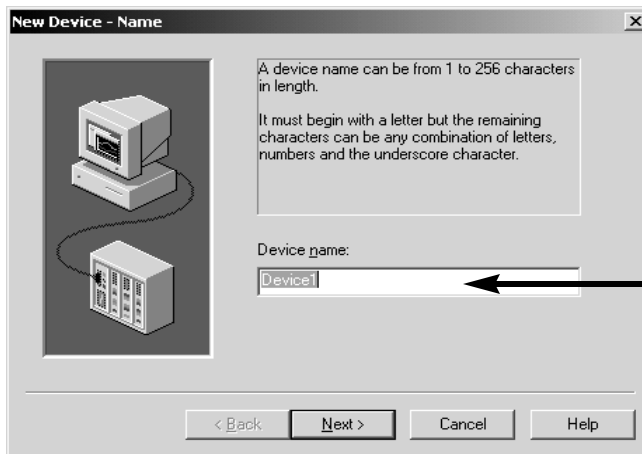 New Device - Name
A device name can be from 1 to 256 characters
in length.
It must begin with a letter but the remaining
characters can be any combination of letters,
numbers and the underscore character.
Device name:
Device1
< Back
Next >
Cancel
Help